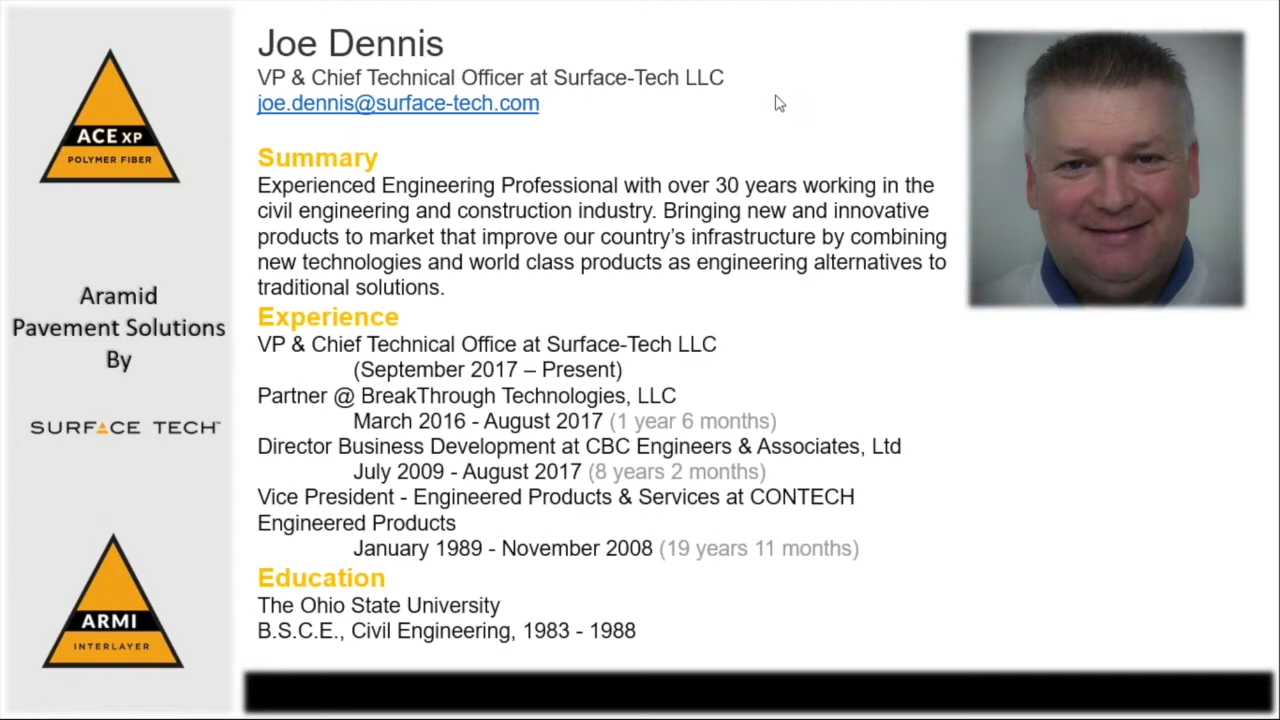 Joe Dennis
VP & Chief Technical Officer at Surface-Tech LLC
joe.dennis@surface-tech.com
Summary
Experienced Engineering Professional with over 30 years working in the
civil engineering and construction industry. Bringing new and innovative
products to market that improve our country's infrastructure by combining
new technologies and world class products as engineering alternatives to
traditional solutions.
Experience
VP & Chief Technical Office at Surface-Tech LLC
(September 2017 – Present)
Partner @ BreakThrough Technologies, LLC
March 2016 - August 2017 (1 year 6 months)
Director Business Development at CBC Engineers & Associates, Ltd
July 2009 - August 2017 (8 years 2 months)
Vice President - Engineered Products & Services at CONTECH
Engineered Products
January 1989 - November 2008 (19 years 11 months)
Education
The Ohio State University
B.S.C.E., Civil Engineering, 1983 - 1988
ACE XP
POLYMER FIBER
Aramid
Pavement Solutions
By
SURFACE TECH™
ARMI
INTERLAYER